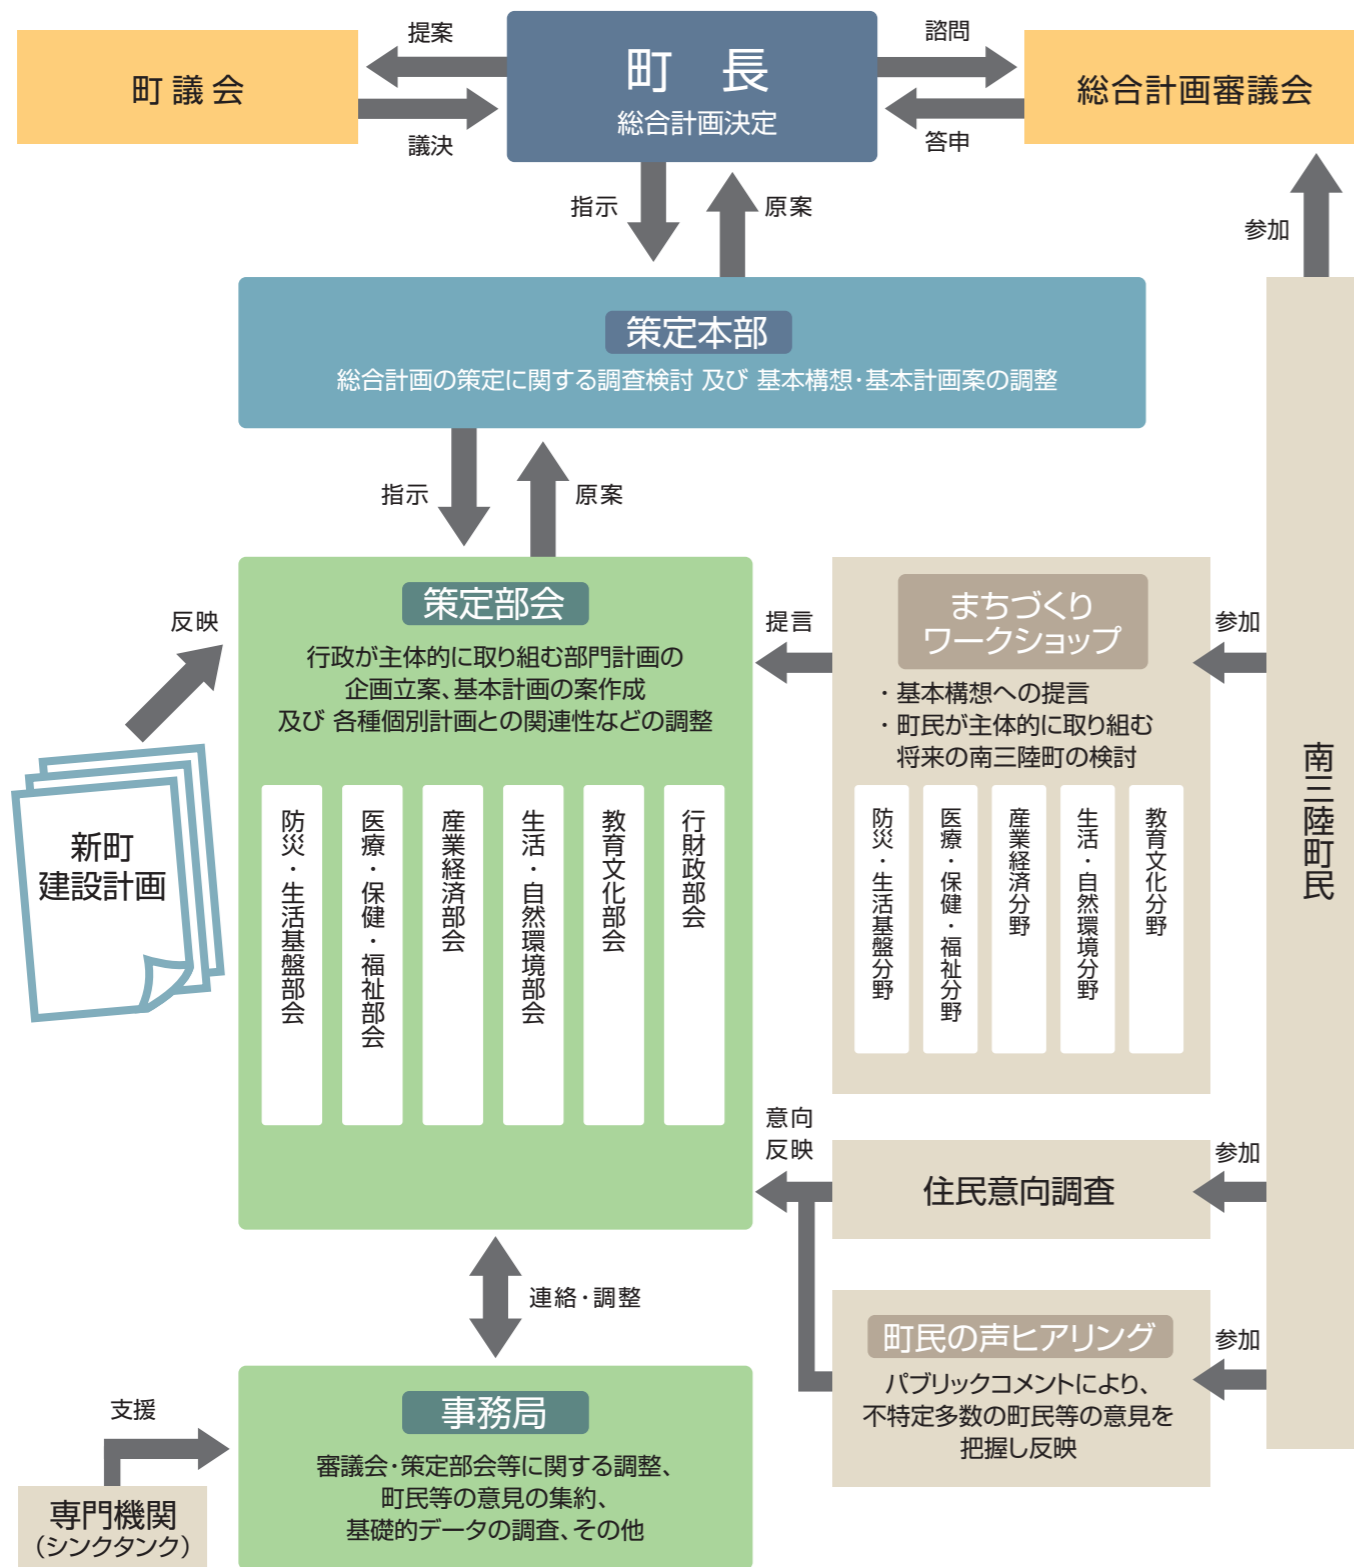 提案
町 長
諮問
町議会
総合計画決定
総合計画審議会
議決
答申
指示
原案
参加
策定本部
総合計画の策定に関する調査検討 及び 基本構想・基本計画案の調整
指示
原案
反映
策定部会
行政が主体的に取り組む部門計画の
企画立案、基本計画の案作成
及び 各種個別計画との関連性などの調整
防災・生活基盤部会
医療・保健・福祉部会
産業経済部会
生活・自然環境部会
教育文化部会
行財政部会
新町
建設計画
提言
まちづくり
ワークショップ
・基本構想への提言
・町民が主体的に取り組む
将来の南三陸町の検討
防災・生活基盤分野
医療・保健・福祉分野
産業経済分野
生活・自然環境分野
教育文化分野
参加
南三陸町民
意向
反映
住民意向調査
参加
連絡・調整
町民の声ヒアリング
パブリックコメントにより、
不特定多数の町民等の意見を
把握し反映
参加
支援
事務局
審議会・策定部会等に関する調整、
町民等の意見の集約、
基礎的データの調査、その他
専門機関
(シンクタンク)